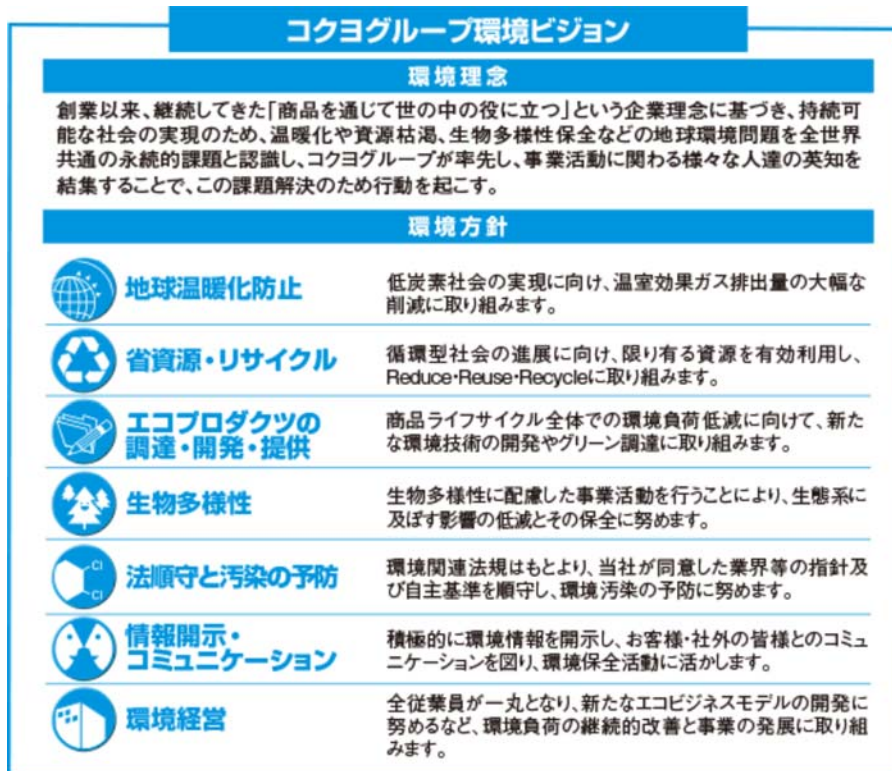 コクヨグループ環境ビジョン
環境理念
創業以来、継続してきた「商品を通じて世の中の役に立つ」という企業理念に基づき、持続可
能な社会の実現のため、温暖化や資源枯渇、生物多様性保全などの地球環境問題を全世界
共通の永続的課題と認識し、コクヨグループが率先し、事業活動に関わる様々な人達の英知を
結集することで、この課題解決のため行動を起こす。
環境方針
地球温暖化防止
低炭素社会の実現に向け、温室効果ガス排出量の大幅な
削減に取り組みます。
省資源・リサイクル
循環型社会の進展に向け、限り有る資源を有効利用し、
Reduce・Reuse・Recycleに取り組みます。
エコプロダクツの
調達・開発・提供
商品ライフサイクル全体での環境負荷低減に向けて、新た
な環境技術の開発やグリーン調達に取り組みます。
生物多様性
生物多様性に配慮した事業活動を行うことにより、生態系に
及ぼす影響の低減とその保全に努めます。
Cl
Cl
法順守と汚染の予防
環境関連法規はもとより、当社が同意した業界等の指針及
び自主基準を順守し、環境汚染の予防に努めます。
情報開示・
コミュニケーション
積極的に環境情報を開示し、お客様・社外の皆様とのコミュ
ニケーションを図り、環境保全活動に活かします。
環境経営
全従業員が一丸となり、新たなエコビジネスモデルの開発に
努めるなど、環境負荷の継続的改善と事業の発展に取り組
みます。